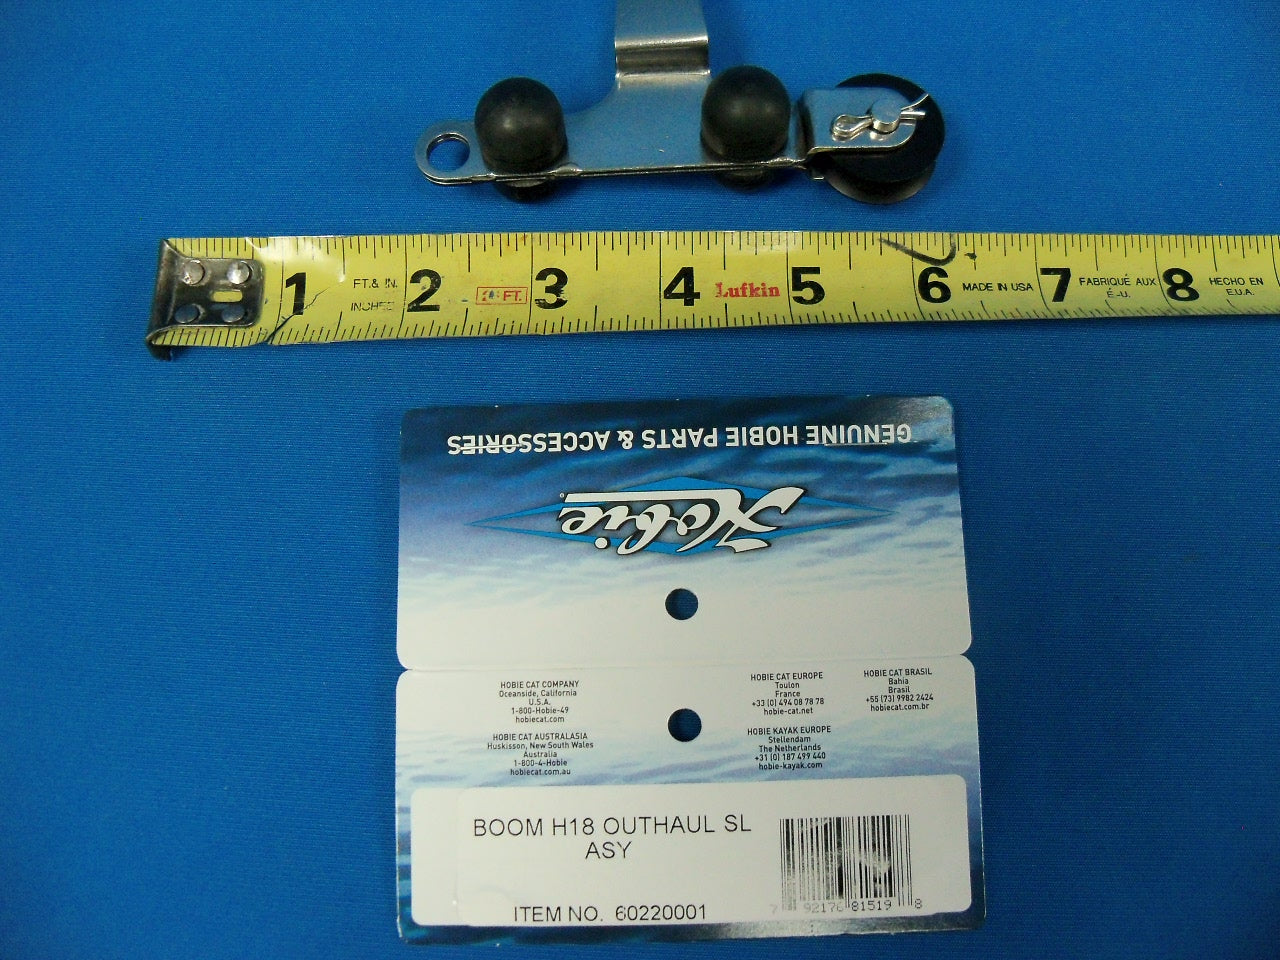 1 2 3 4 5 6 7 8
FT. & IN.
INCHES
FT.
Lufkin
MADE IN USA
FABRIQUÉ AUX
É.-U.
HECHO EN
E.U.A.
GENUINE HOBIE PARTS & ACCESSORIES
Hobie
HOBIE CAT COMPANY
Oceanside, California
U.S.A.
1-800-Hobie-49
hobiecat.com
HOBIE CAT AUSTRALASIA
Huskisson, New South Wales
Australia
1-800-4-Hobie
hobiecat.com.au
HOBIE CAT EUROPE
Toulon
France
+33 (0) 494 08 78 78
hobie-cat.net
HOBIE KAYAK EUROPE
Stellendam
The Netherlands
+31 (0) 187 499 440
hobie-kayak.com
HOBIE CAT BRASIL
Bahia
Brasil
+55 (73) 9982 2424
hobiecat.com.br
BOOM H18 OUTHAUL SL
ASY
ITEM NO. 60220001
7 92176 81519 8